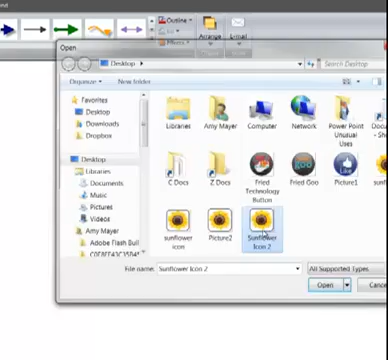 Outline
Effects
Arrange
E-mail
Open
Desktop
Search Desktop
Organize
New folder
Favorites
Desktop
Downloads
Dropbox
Desktop
Libraries
Documents
Music
Pictures
Videos
Amy Mayer
Adobe Flash Buil
Libraries
Amy Mayer
Computer
Network
Power Point
Unusual
Uses
C Docs
Z Docs
Fried
Technology
Button
Fried Goo
Picture1
sunflower
icon
Picture2
Sunflower
Icon 2
File name:
Sunflower Icon 2
All Supported Types
Open
Cance